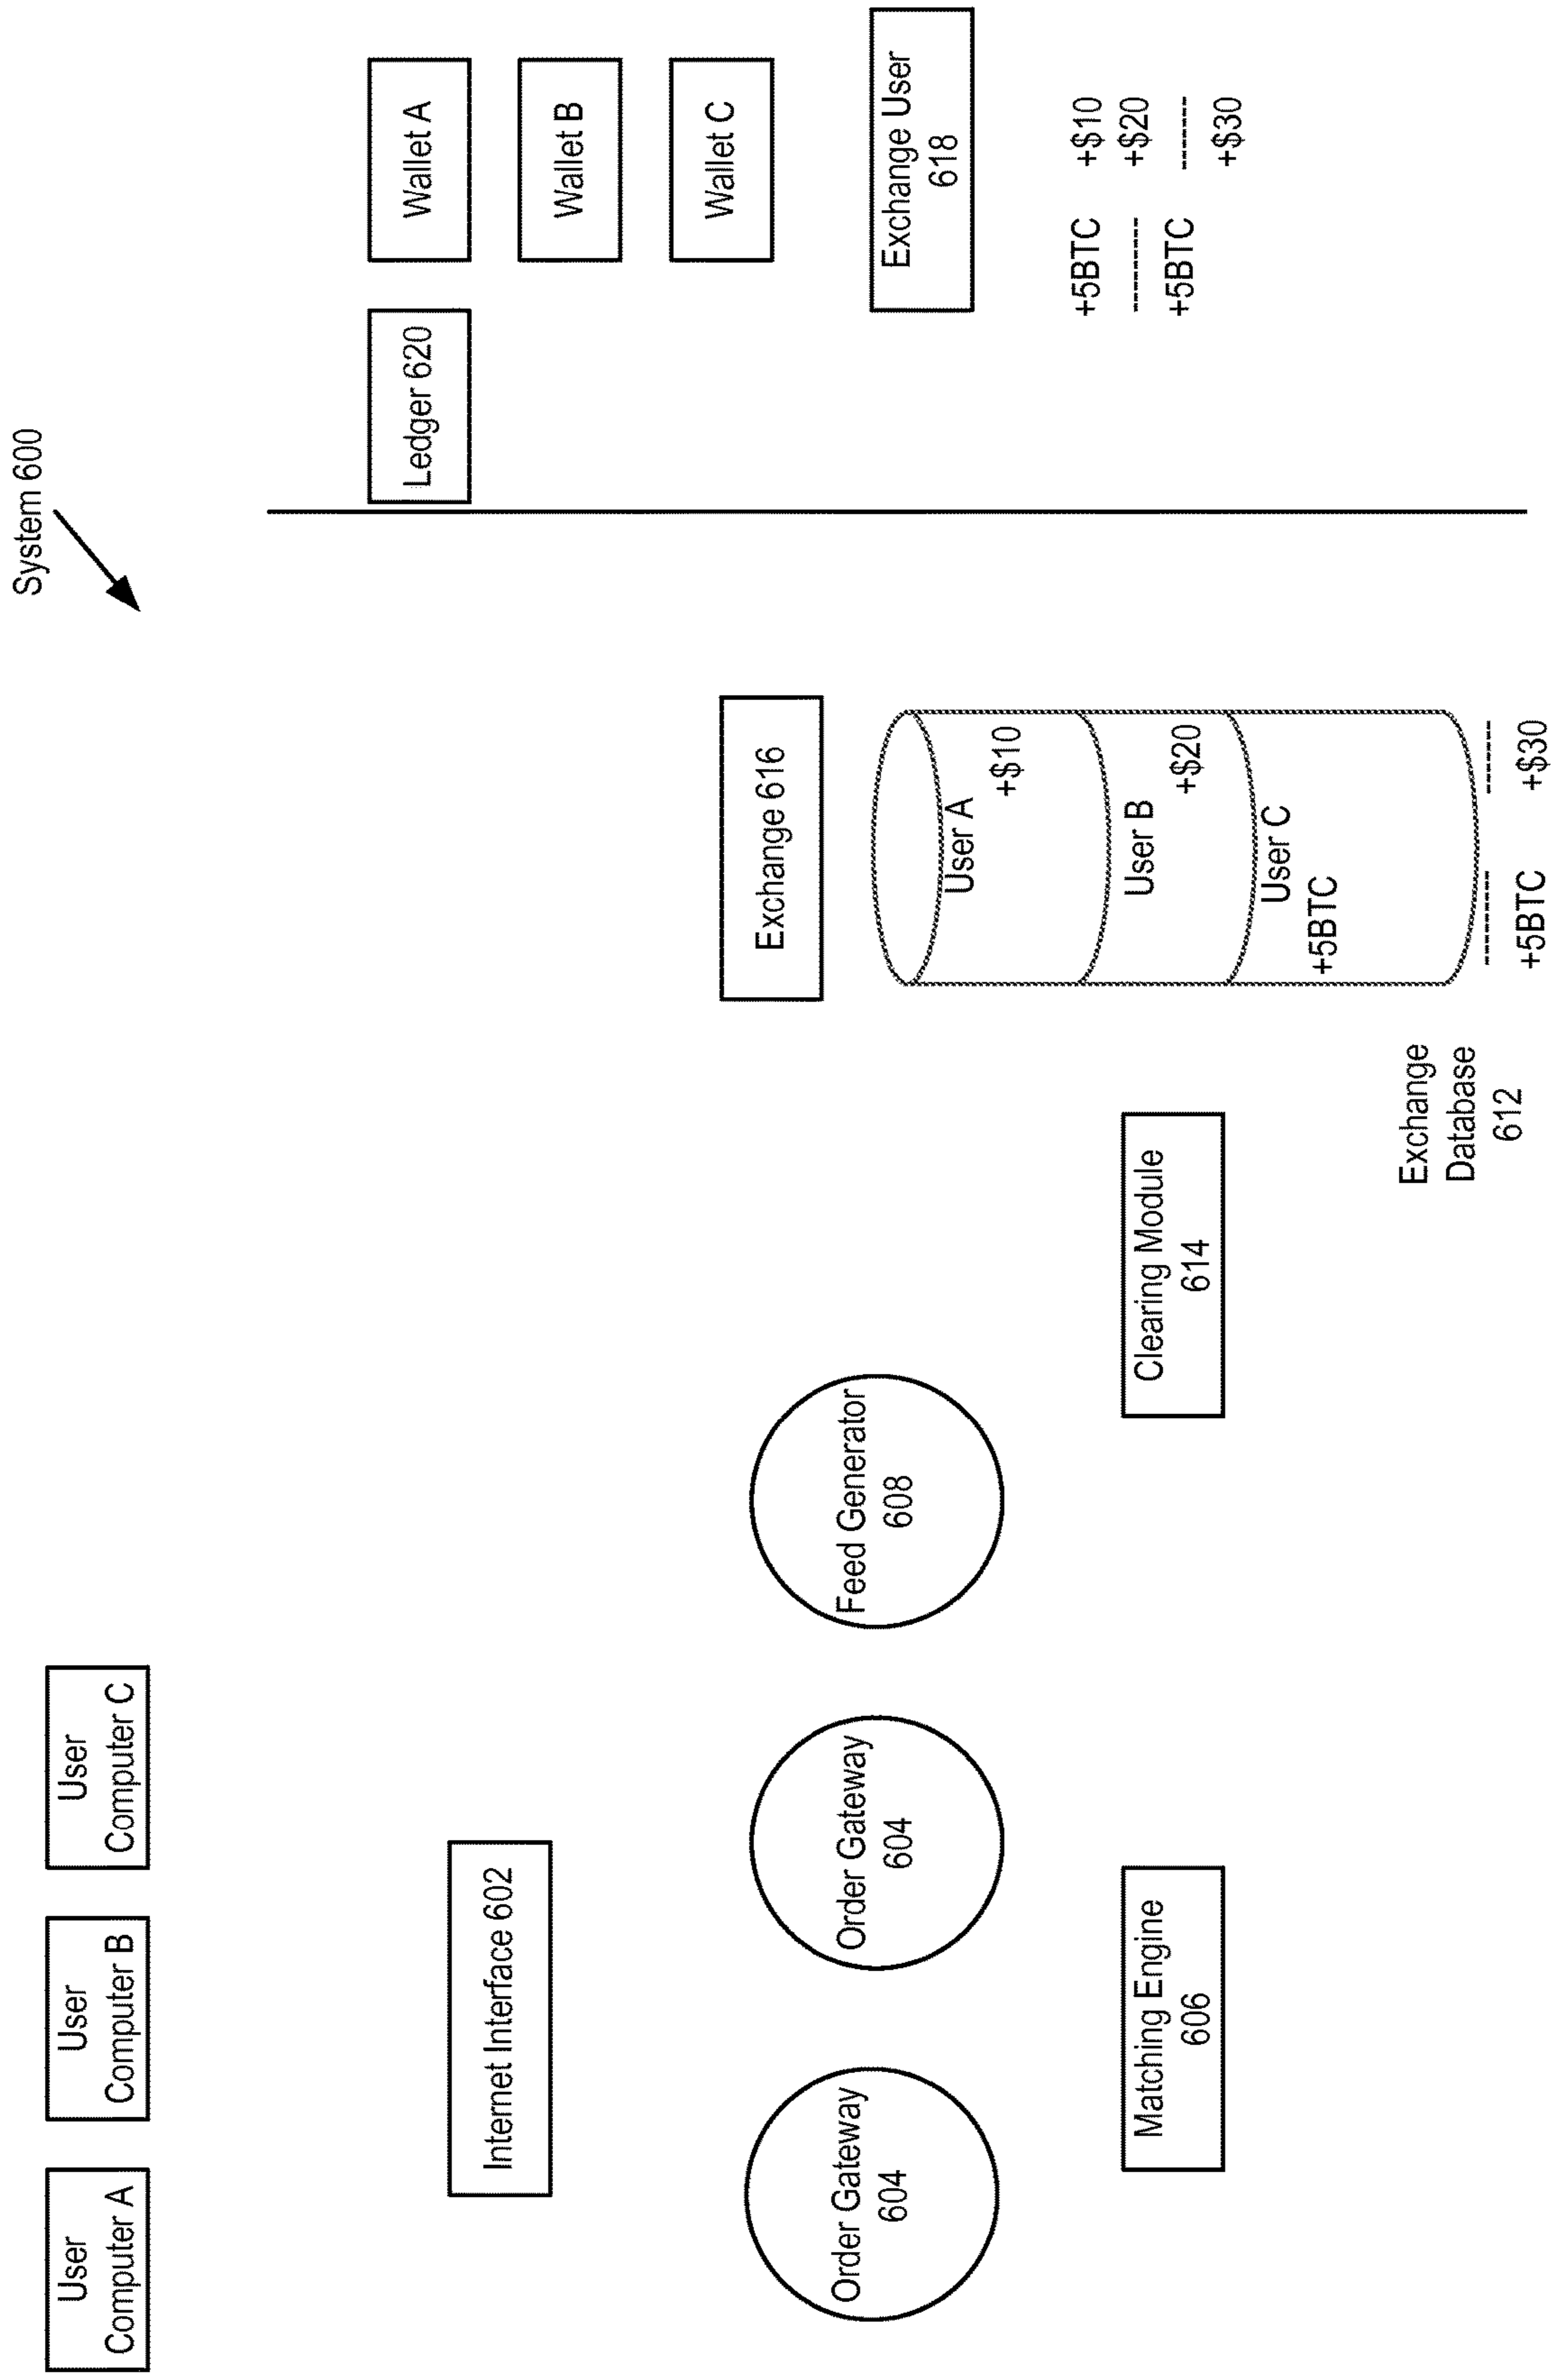 System 600
User
Computer A
User
Computer B
User
Computer C
Internet Interface 602
Order Gateway
604
Order Gateway
604
Feed Generator
608
Matching Engine
606
Clearing Module
614
Exchange 616
User A
+$10
User B
+$20
User C
+5BTC
-------
------
+5BTC
+$30
Exchange
Database
612
Ledger 620
Wallet A
Wallet B
Wallet C
Exchange User
618
+5BTC
+$10
-------
+$20
+5BTC
------
+$30